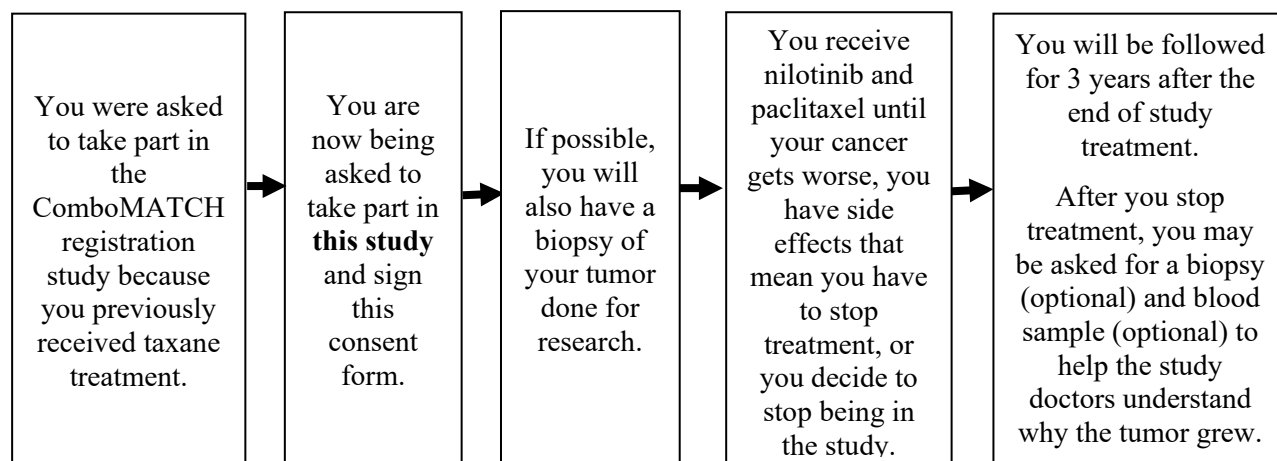 You were asked
to take part in
the
ComboMATCH
registration
study because
you previously
received taxane
treatment.
You are
now being
asked to
take part in
this study
and sign
this
consent
form.
If possible,
you will
also have a
biopsy of
your tumor
done for
research.
You receive
nilotinib and
paclitaxel until
your cancer
gets worse, you
have side
effects that
mean you have
to stop
treatment, or
you decide to
stop being in
the study.
You will be followed
for 3 years after the
end of study
treatment.
After you stop
treatment, you may
be asked for a biopsy
(optional) and blood
sample (optional) to
help the study
doctors understand
why the tumor grew.